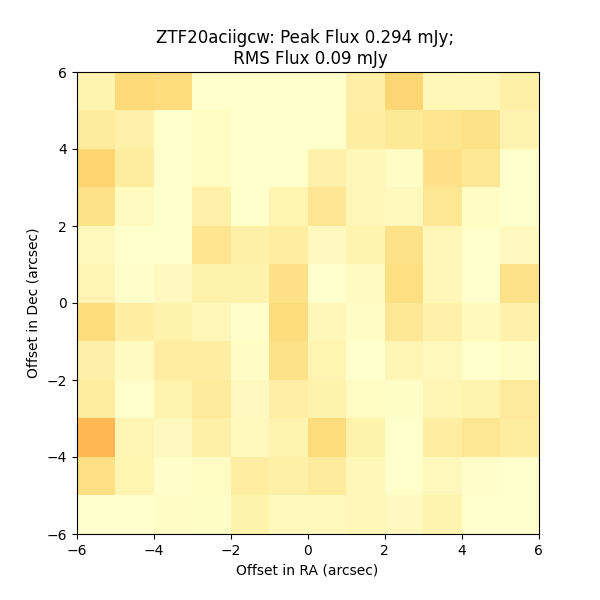 ZTF20aciigcw: Peak Flux 0.294 mJy;
RMS Flux 0.09 mJy
6
4
2
0
−2
−4
−6
Offset in Dec (arcsec)
−6 −4 −2 0 2 4 6
Offset in RA (arcsec)